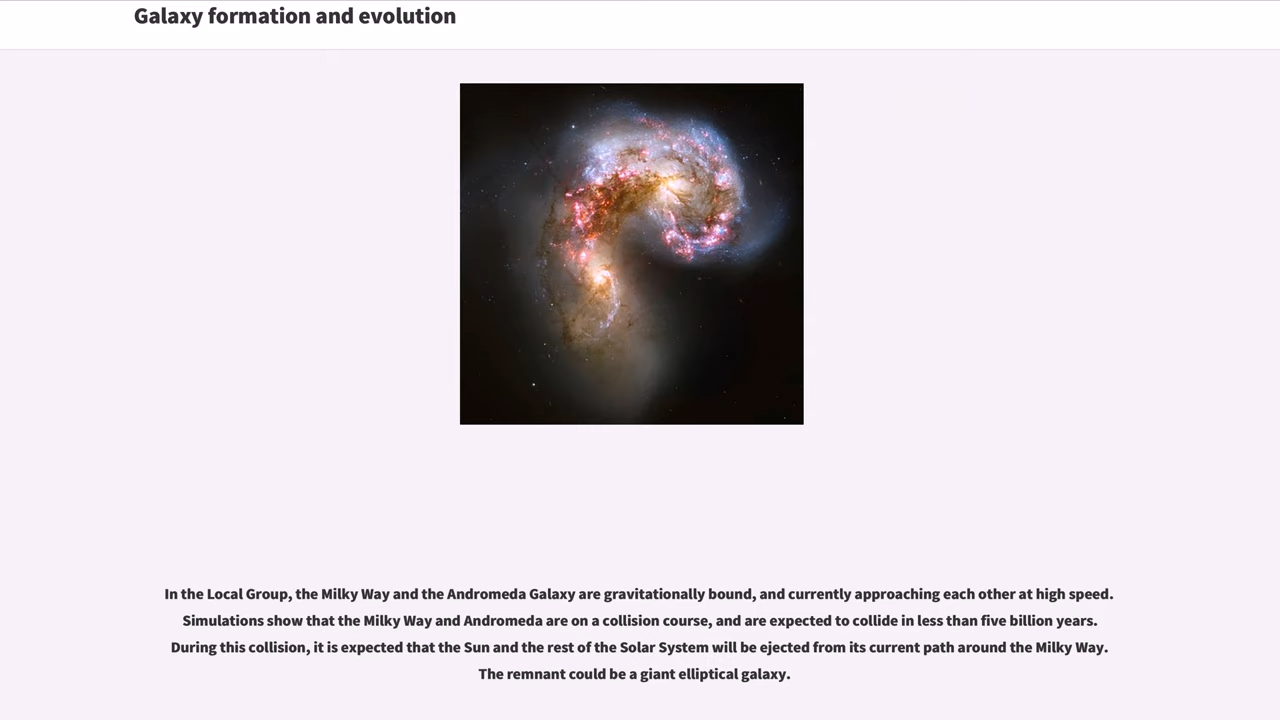 Galaxy formation and evolution
In the Local Group, the Milky Way and the Andromeda Galaxy are gravitationally bound, and currently approaching each other at high speed.
Simulations show that the Milky Way and Andromeda are on a collision course, and are expected to collide in less than five billion years.
During this collision, it is expected that the Sun and the rest of the Solar System will be ejected from its current path around the Milky Way.
The remnant could be a giant elliptical galaxy.